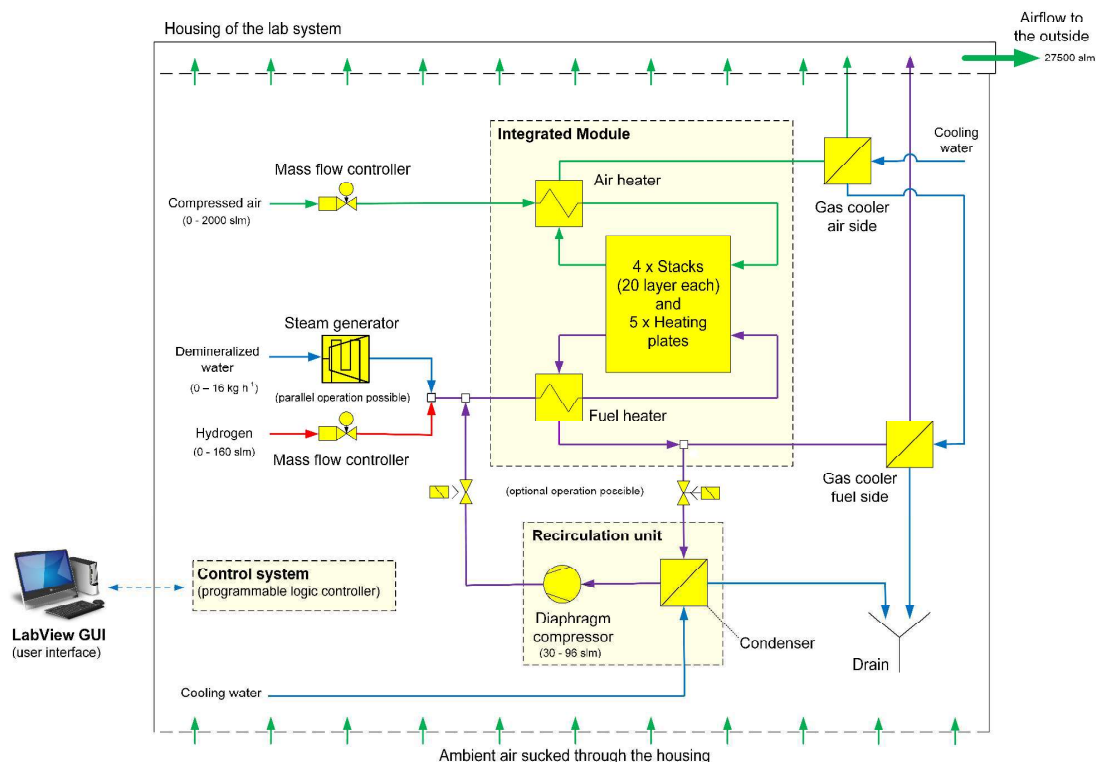 Housing of the lab system
Airflow to
the outside
27500 slm
Integrated Module
Cooling
water
Mass flow controller
Air heater
Compressed air
(0 - 2000 slm)
Gas cooler
air side
4 x Stacks
(20 layer each)
and
5 x Heating
plates
Steam generator
Demineralized
water
(0 – 16 kg h⁻¹)
(parallel operation possible)
Fuel heater
Hydrogen
(0 - 160 slm)
Mass flow controller
Gas cooler
fuel side
(optional operation possible)
Recirculation unit
Control system
(programmable logic controller)
LabView GUI
(user interface)
Diaphragm
compressor
(30 - 96 slm)
Condenser
Drain
Cooling water
Ambient air sucked through the housing